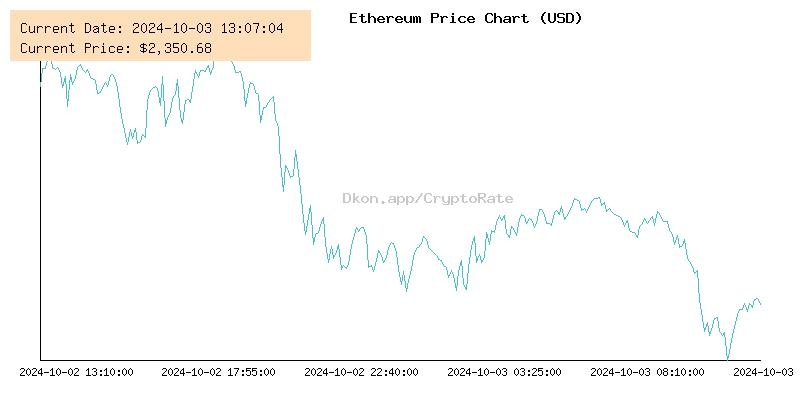 Ethereum Price Chart (USD)
Current Date: 2024-10-03 13:07:04
Current Price: $2,350.68
Dkon.app/CryptoRate
2024-10-02 13:10:00 2024-10-02 17:55:00 2024-10-02 22:40:00 2024-10-03 03:25:00 2024-10-03 08:10:00 2024-10-03